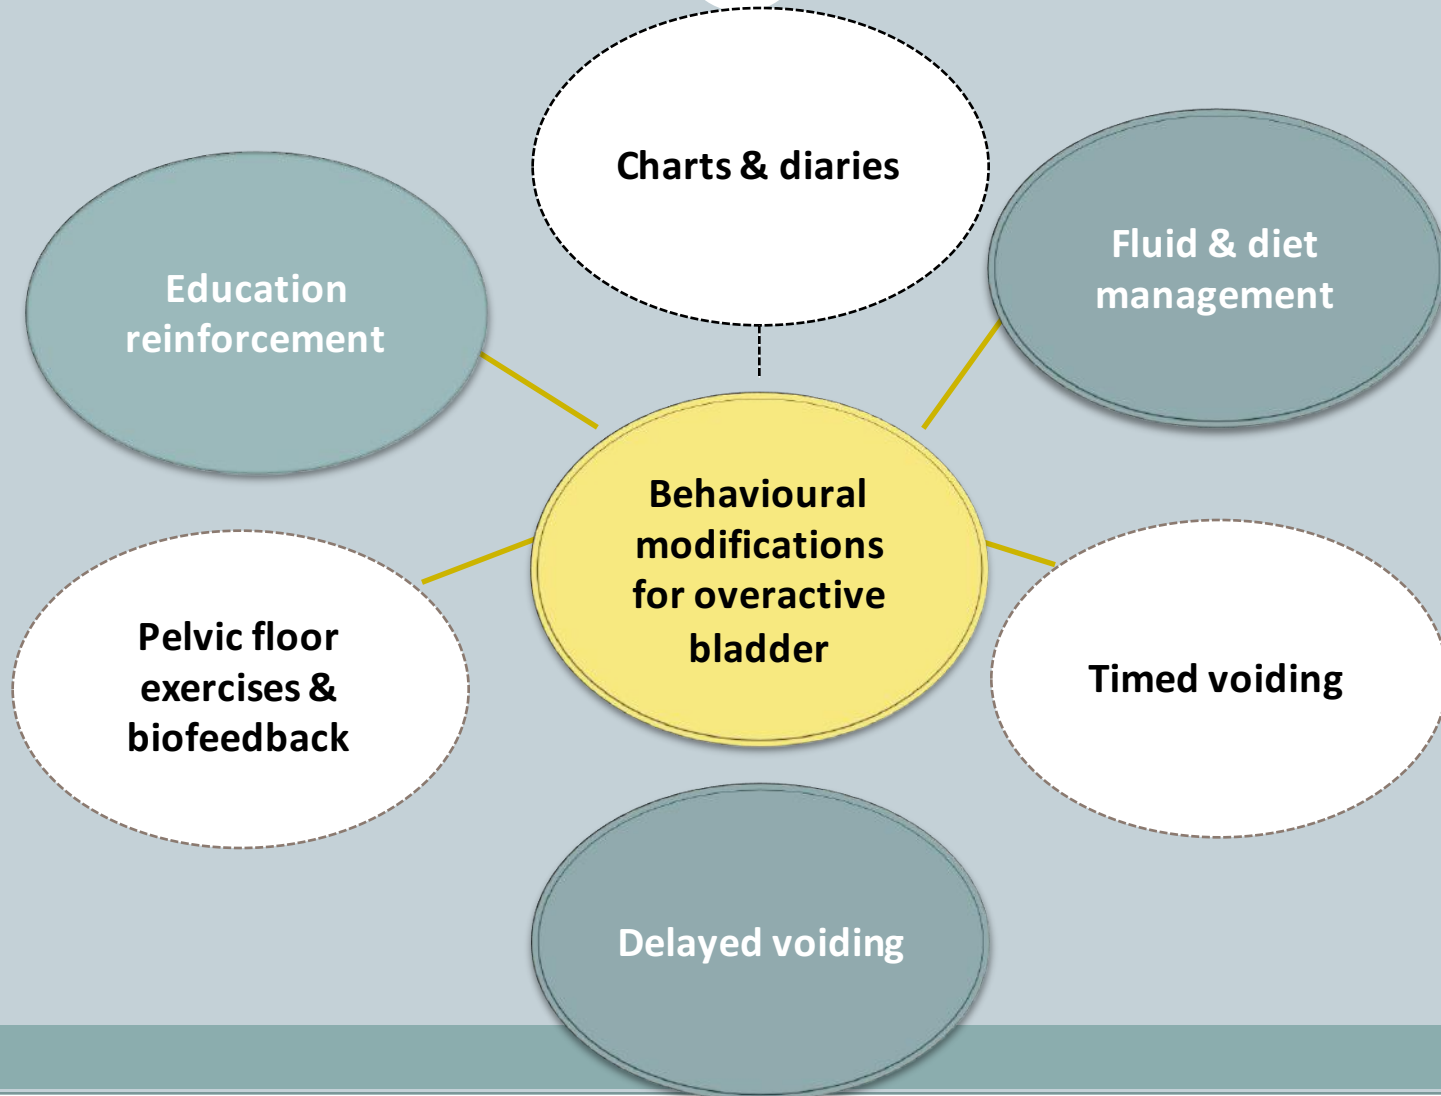 Charts & diaries
Fluid & diet
management
Education
reinforcement
Behavioural
modifications
for overactive
bladder
Pelvic floor
exercises &
biofeedback
Timed voiding
Delayed voiding